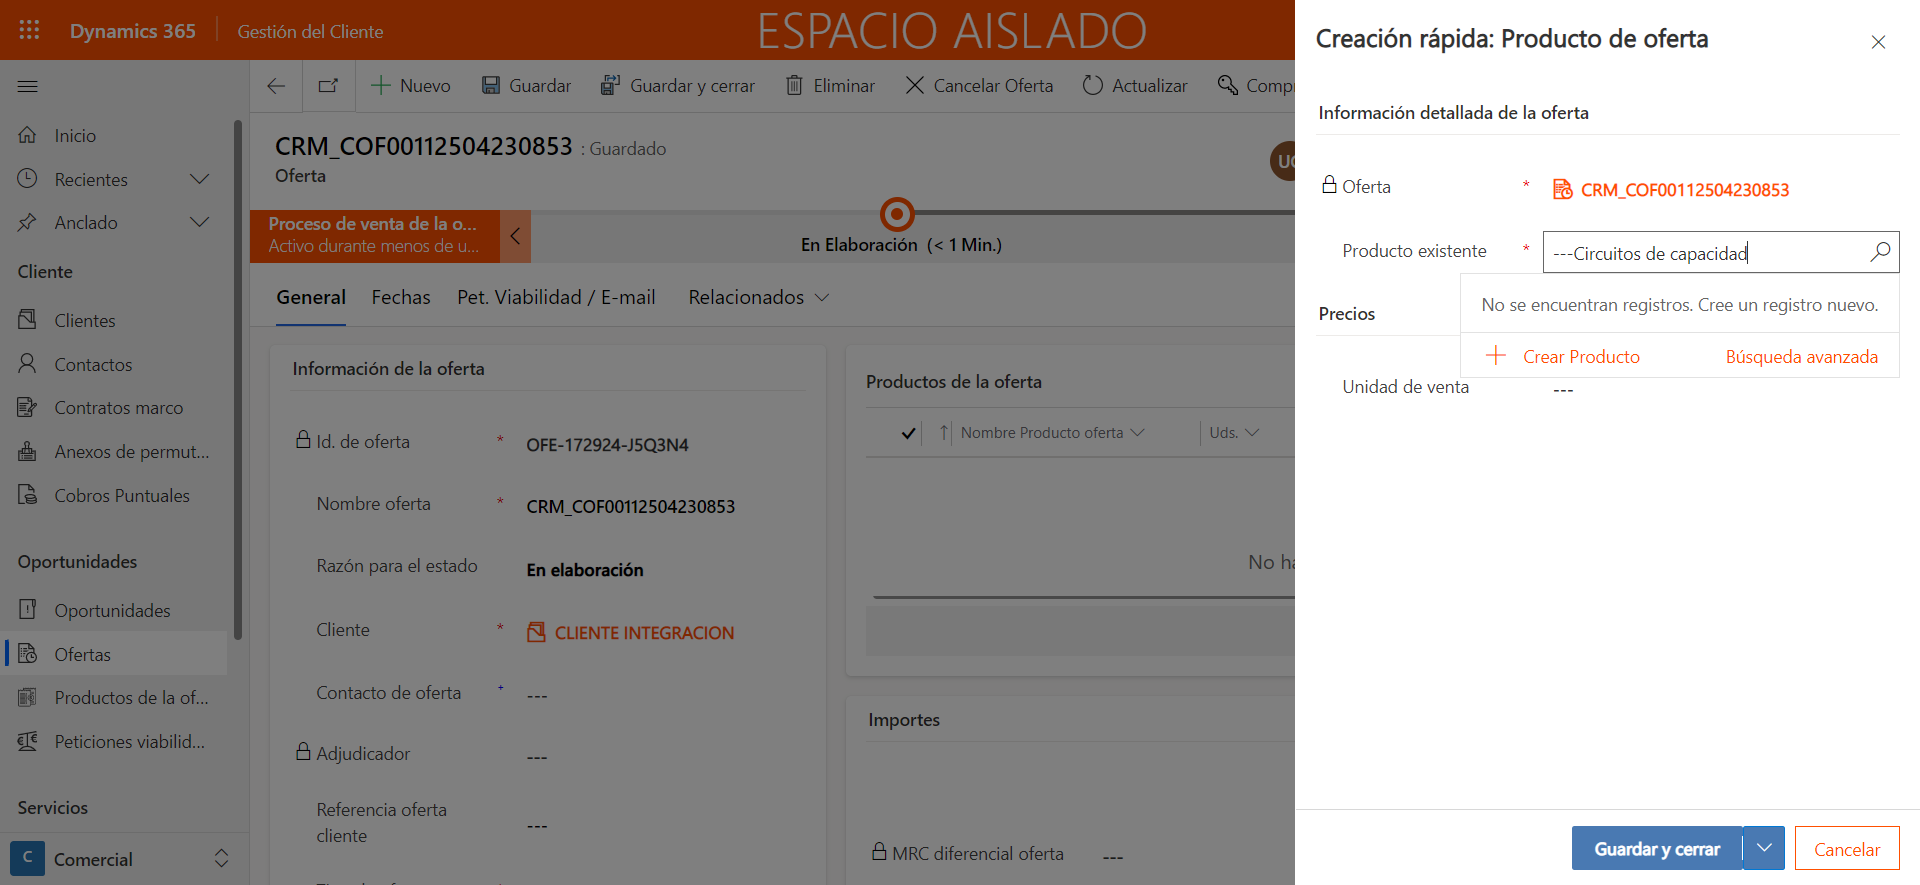 Dynamics 365
Gestión del Cliente
ESPACIO AISLADO
Nuevo
Guardar
Guardar y cerrar
Eliminar
Cancelar Oferta
Actualizar
Comp
Inicio
Recientes
Anclado
Cliente
Clientes
Contactos
Contratos marco
Anexos de permut...
Cobros Puntuales
Oportunidades
Oportunidades
Ofertas
Productos de la of...
Peticiones viabilid...
Servicios
C
Comercial
CRM_COF00112504230853 : Guardado
Oferta
Proceso de venta de la o...
Activo durante menos de u...
En Elaboración (< 1 Min.)
General
Fechas
Pet. Viabilidad / E-mail
Relacionados
Información de la oferta
Id. de oferta * OFE-172924-J5Q3N4
Nombre oferta * CRM_COF00112504230853
Razón para el estado En elaboración
Cliente * CLIENTE INTEGRACION
Contacto de oferta + ---
Adjudicador ---
Referencia oferta
cliente
---
Productos de la oferta
Nombre Producto oferta
Uds.
No ha
Importes
MRC diferencial oferta ---
Creación rápida: Producto de oferta
Información detallada de la oferta
Oferta * CRM_COF00112504230853
Producto existente * ---Circuitos de capacidad
No se encuentran registros. Cree un registro nuevo.
Crear Producto
Búsqueda avanzada
Precios
Unidad de venta ---
Guardar y cerrar
Cancelar